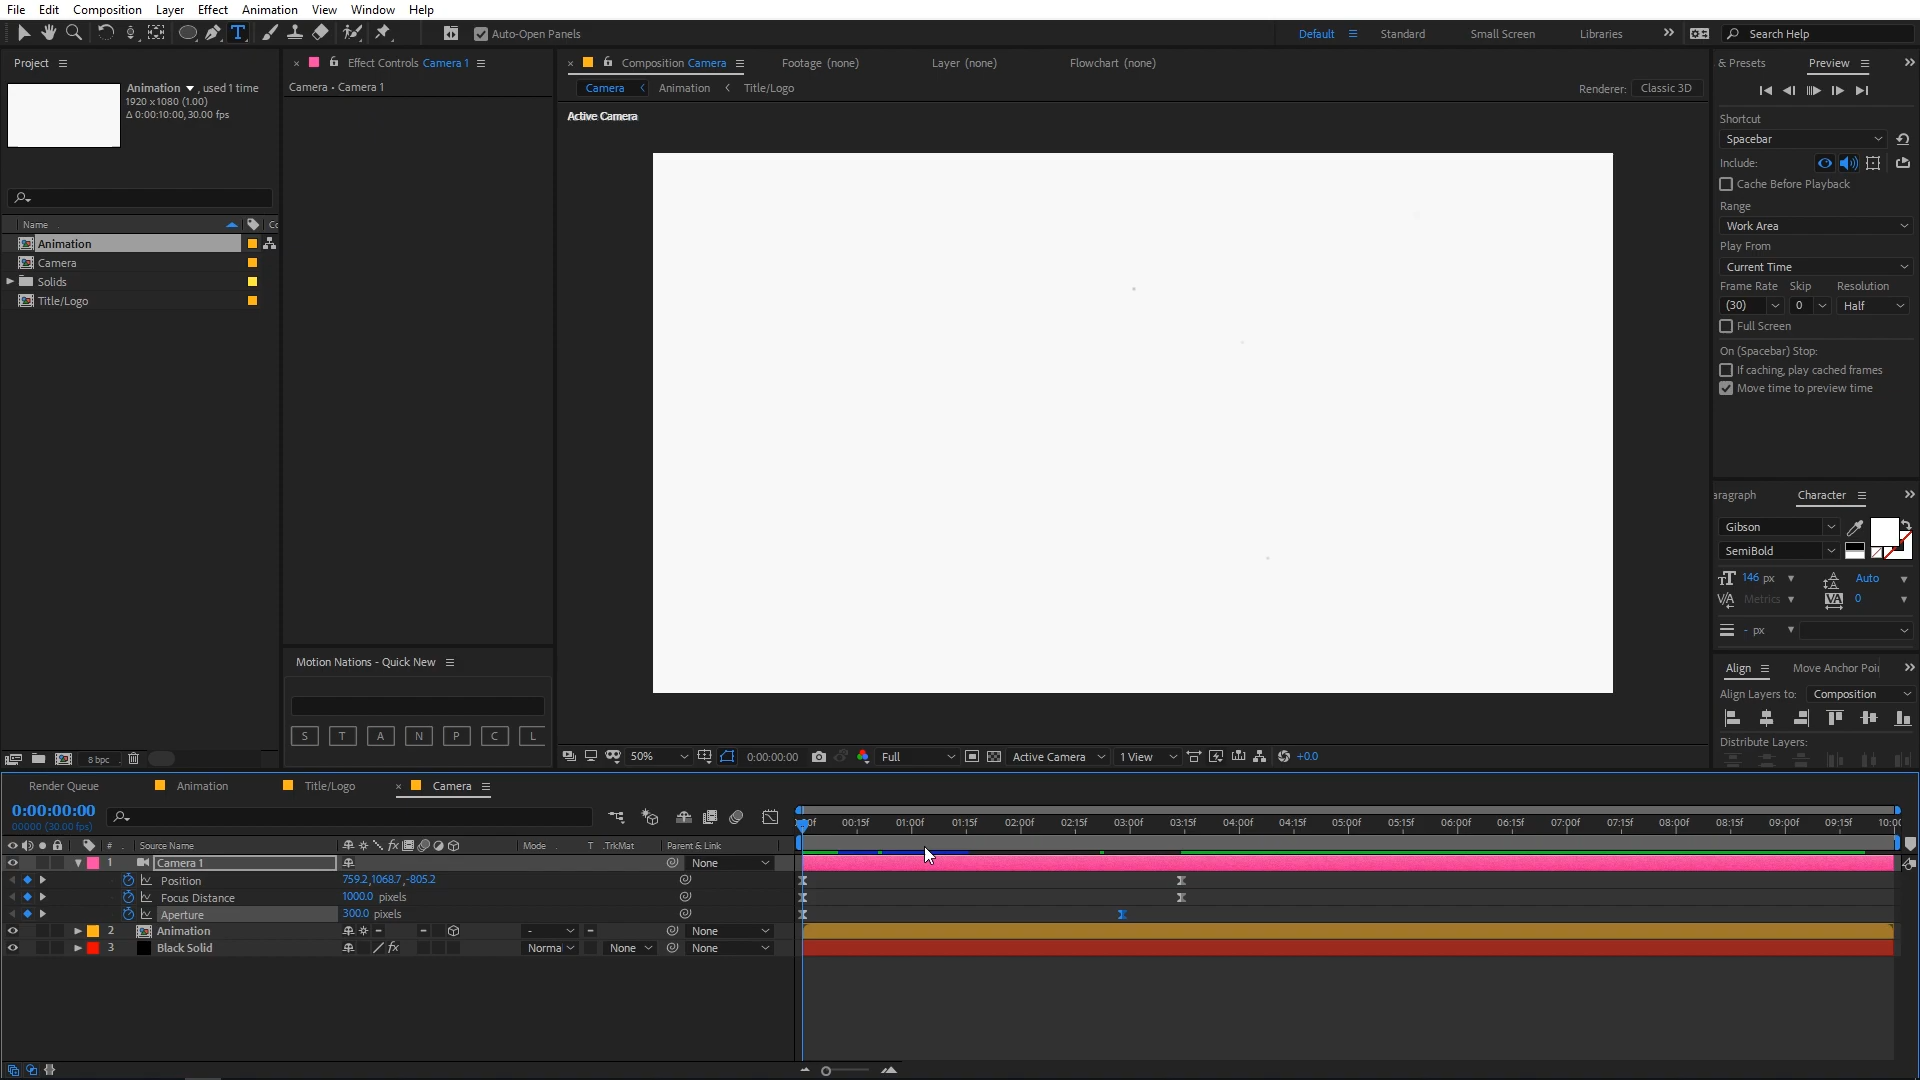 File Edit Composition Layer Effect Animation View Window Help
Auto-Open Panels
Default Standard Small Screen Libraries Search Help
Project
Effect Controls Camera 1
Composition Camera
Footage (none)
Layer (none)
Flowchart (none)
& Presets Preview
Animation , used 1 time
1920 x 1080 (1.00)
Δ 0:00:10:00, 30.00 fps
Camera • Camera 1
Camera Animation Title/Logo
Renderer: Classic 3D
Active Camera
Shortcut
Spacebar
Include:
Cache Before Playback
Range
Work Area
Play From
Current Time
Frame Rate Skip Resolution
(30) 0 Half
Full Screen
On (Spacebar) Stop:
If caching, play cached frames
Move time to preview time
Name
Animation
Camera
Solids
Title/Logo
aragraph Character
Gibson
SemiBold
146 px Auto
Metrics 0
- px
Motion Nations - Quick New
S T A N P C L
Align Move Anchor Poi
Align Layers to: Composition
Distribute Layers:
8 bpc
50% 0:00:00:00 Full Active Camera 1 View +0.0
Render Queue Animation Title/Logo Camera
0:00:00:00
00000 (30.00 fps)
:00f 00:15f 01:00f 01:15f 02:00f 02:15f 03:00f 03:15f 04:00f 04:15f 05:00f 05:15f 06:00f 06:15f 07:00f 07:15f 08:00f 08:15f 09:00f 09:15f 10:00
# Source Name Mode T .TrkMat Parent & Link
1 Camera 1 None
Position 759.2,1068.7,-805.2
Focus Distance 1000.0 pixels
Aperture 300.0 pixels
2 Animation - None
3 Black Solid Norma None None